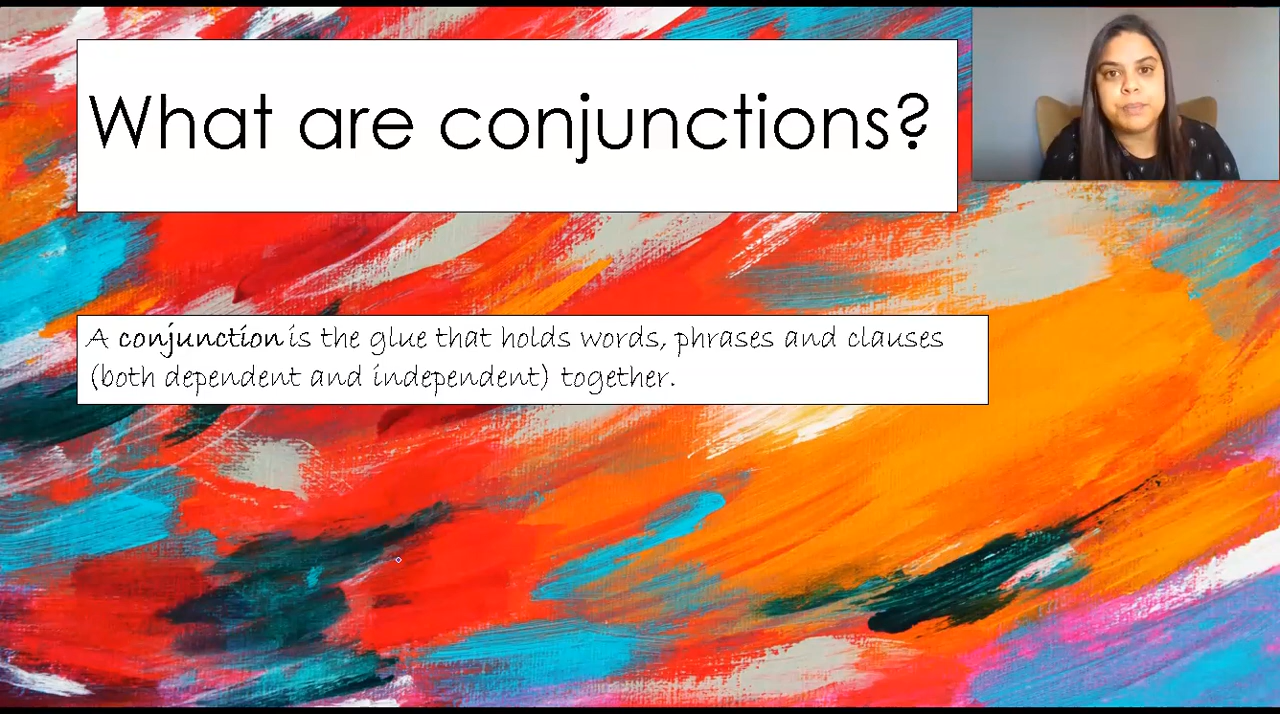 What are conjunctions?
A conjunction is the glue that holds words, phrases and clauses
(both dependent and independent) together.